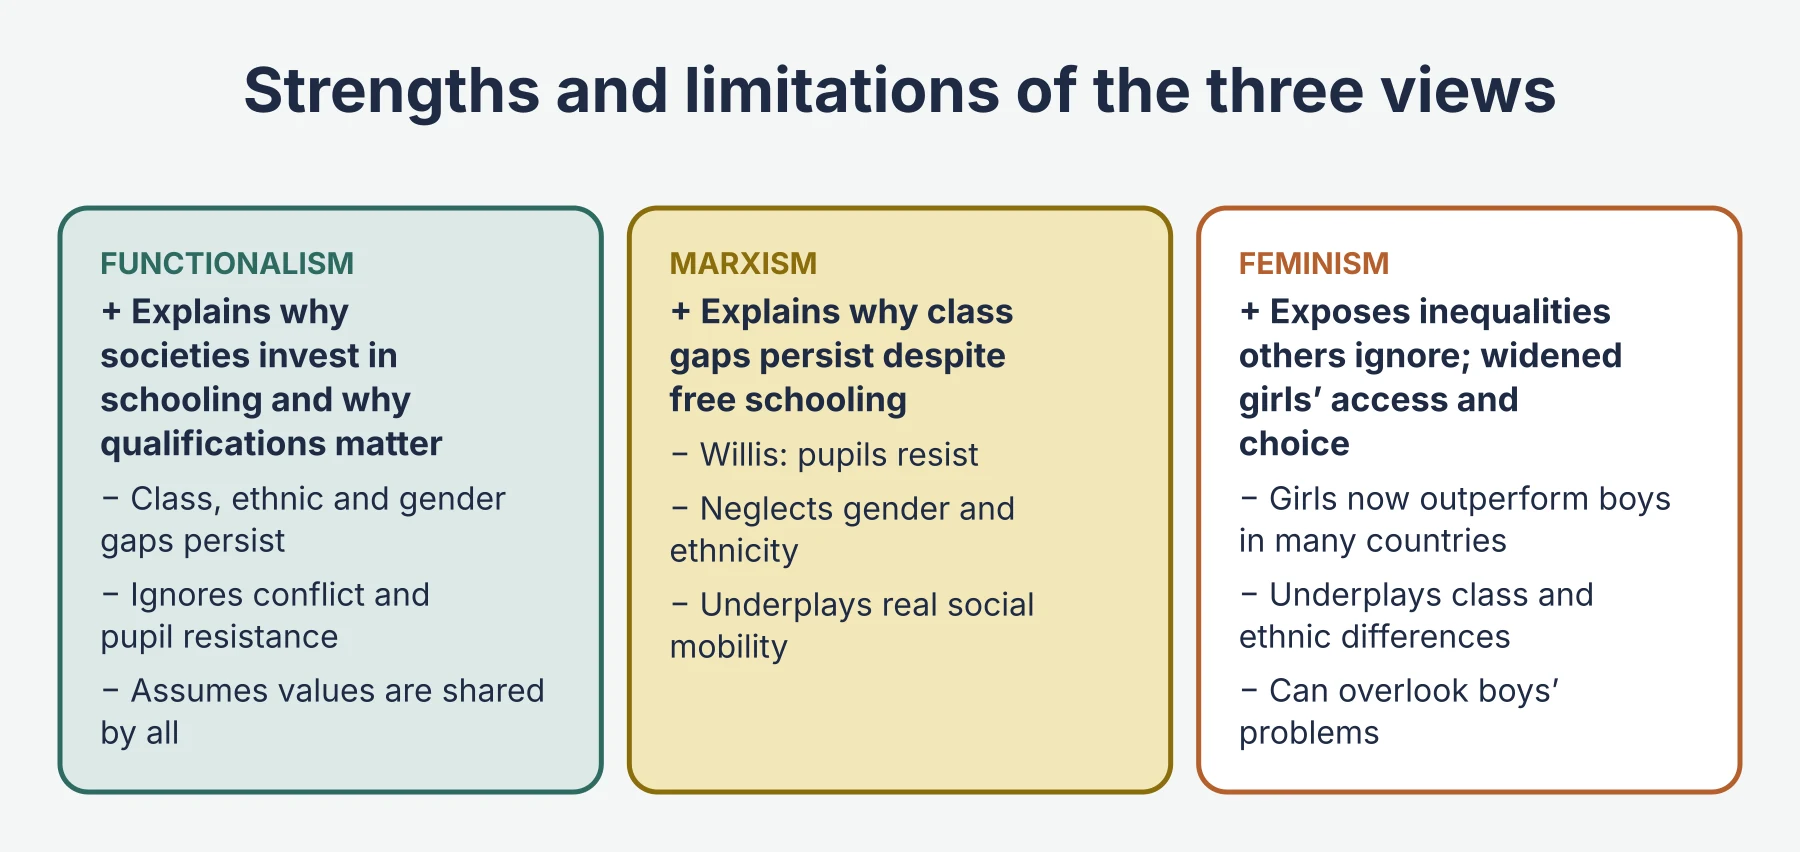 Strengths and limitations of the three views
FUNCTIONALISM
+ Explains why
societies invest in
schooling and why
qualifications matter
− Class, ethnic and gender
gaps persist
− Ignores conflict and
pupil resistance
− Assumes values are shared
by all
MARXISM
+ Explains why class
gaps persist despite
free schooling
− Willis: pupils resist
− Neglects gender and
ethnicity
− Underplays real social
mobility
FEMINISM
+ Exposes inequalities
others ignore; widened
girls’ access and
choice
− Girls now outperform boys
in many countries
− Underplays class and
ethnic differences
− Can overlook boys’
problems